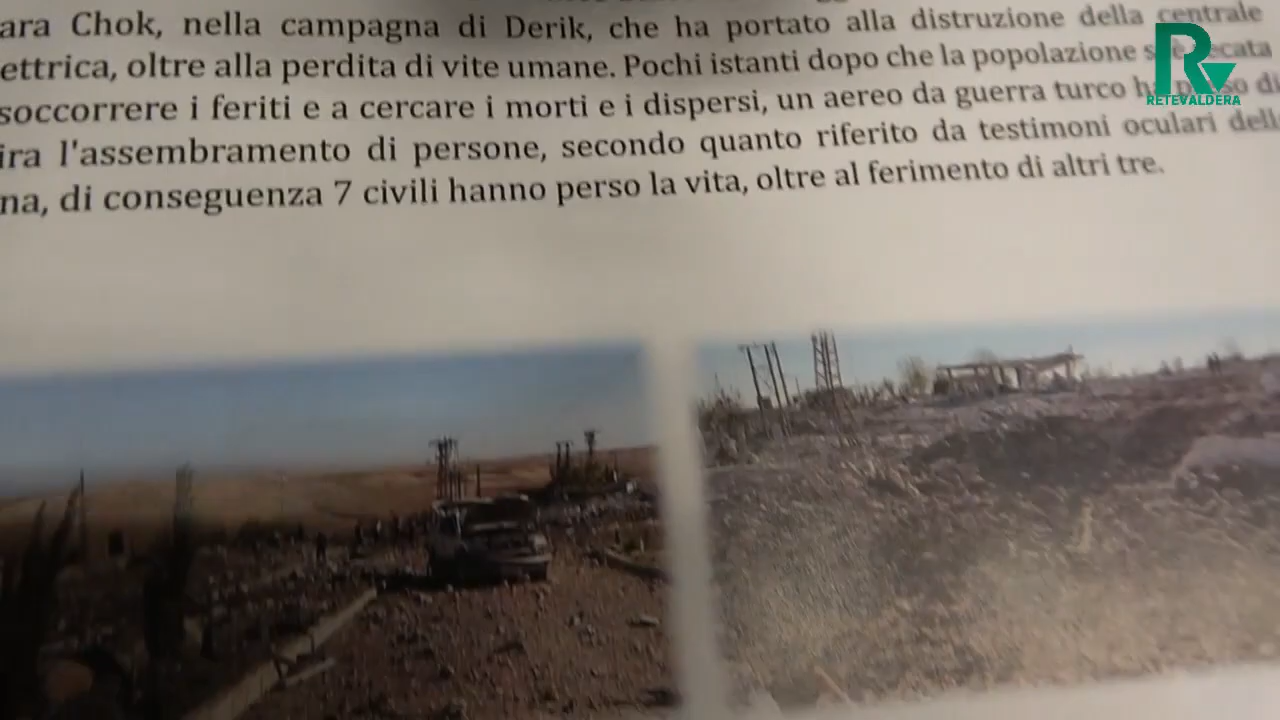 ara Chok, nella campagna di Derik, che ha portato alla distruzione della centrale
ettrica, oltre alla perdita di vite umane. Pochi istanti dopo che la popolazione
soccorrere i feriti e a cercare i morti e i dispersi, un aereo da guerra turco
ira l'assembramento di persone, secondo quanto riferito da testimoni oculari
na, di conseguenza 7 civili hanno perso la vita, oltre al ferimento di altri tre.
RETEVALDERA